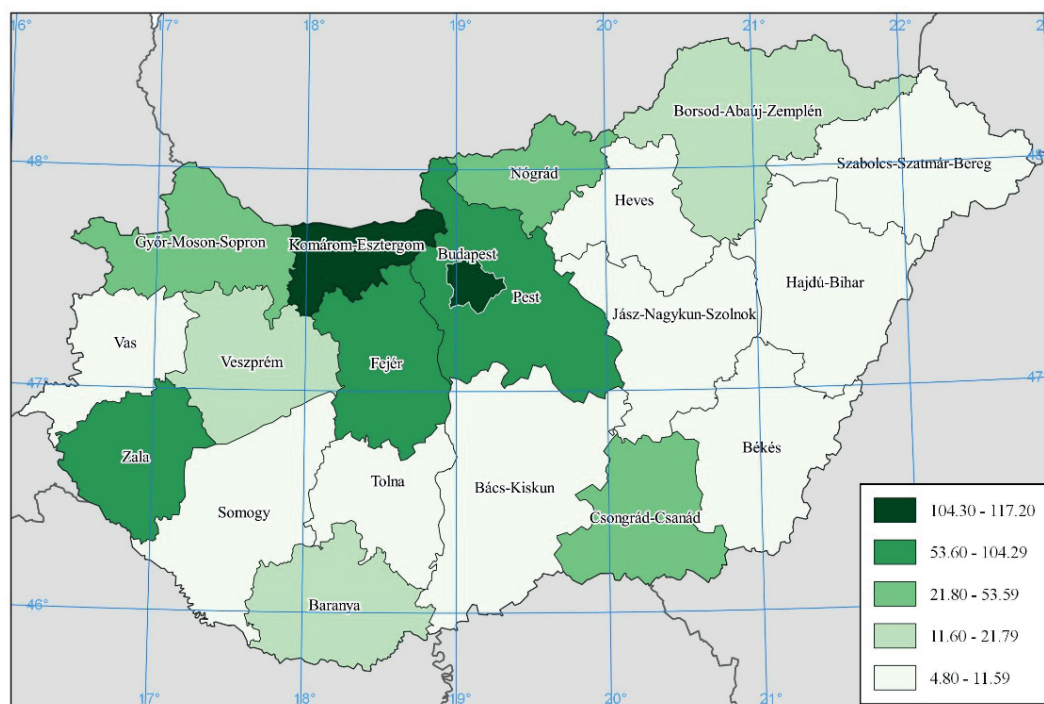 16°
17°
18°
19°
20°
21°
22°
2
48°
48
Borsod-Abaúj-Zemplén
Szabolcs-Szatmár-Bereg
Nógrád
Heves
Győr-Moson-Sopron
Komárom-Esztergom
Budapest
Pest
Hajdú-Bihar
Jász-Nagykun-Szolnok
Vas
Veszprém
Fejér
47°
47
Zala
Tolna
Bács-Kiskun
Békés
Somogy
Csongrád-Csanád
Baranya
46°
104.30 - 117.20
53.60 - 104.29
21.80 - 53.59
11.60 - 21.79
4.80 - 11.59
17°
18°
19°
20°
21°